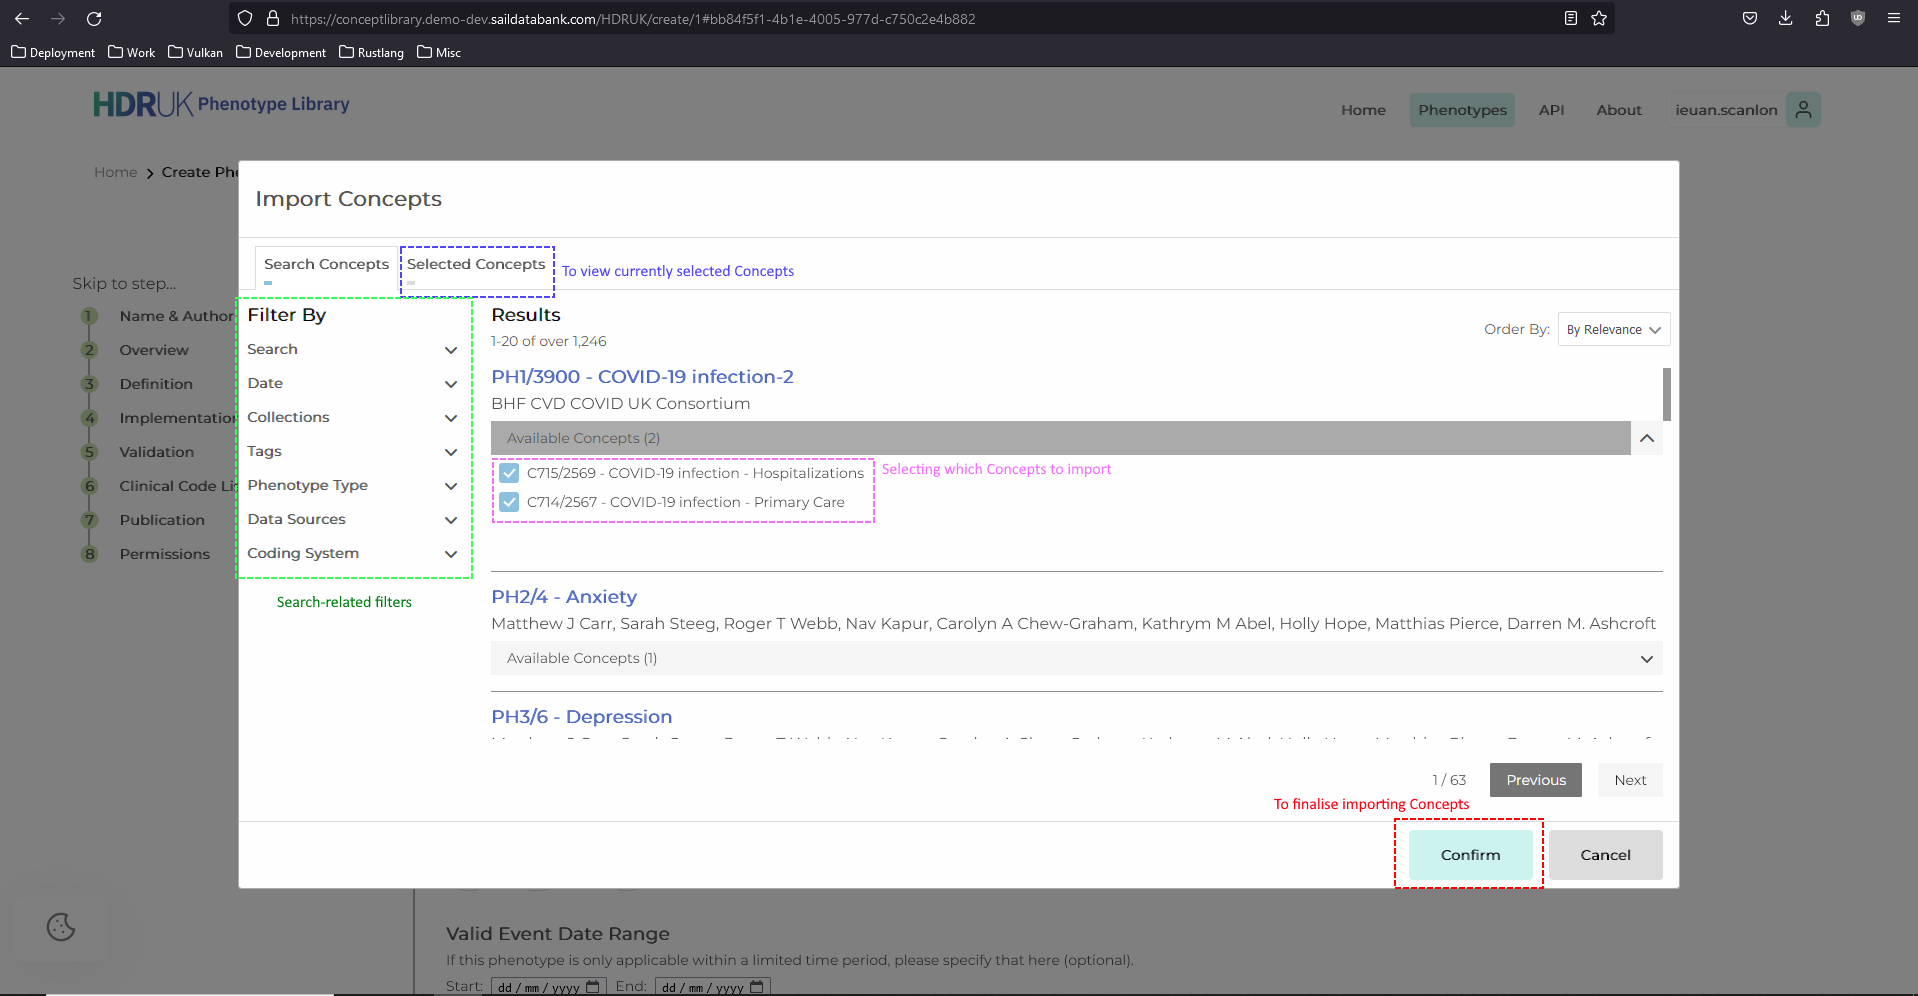 https://conceptlibrary.demo-dev.saildatabank.com/HDRUK/create/1#bb84f5f1-4b1e-4005-977d-c750c2e4b882
Deployment Work Vulkan Development Rustlang Misc
HDRUK Phenotype Library
Home Phenotypes API About ieuan.scanlon
Home Create Phe
Import Concepts
Search Concepts Selected Concepts To view currently selected Concepts
Skip to step...
1 Name & Author
2 Overview
3 Definition
4 Implementation
5 Validation
6 Clinical Code Li
7 Publication
8 Permissions
Filter By
Search
Date
Collections
Tags
Phenotype Type
Data Sources
Coding System
Search-related filters
Results
1-20 of over 1,246
Order By: By Relevance
PH1/3900 - COVID-19 infection-2
BHF CVD COVID UK Consortium
Available Concepts (2)
C715/2569 - COVID-19 infection - Hospitalizations
Selecting which Concepts to import
C714/2567 - COVID-19 infection - Primary Care
PH2/4 - Anxiety
Matthew J Carr, Sarah Steeg, Roger T Webb, Nav Kapur, Carolyn A Chew-Graham, Kathrym M Abel, Holly Hope, Matthias Pierce, Darren M. Ashcroft
Available Concepts (1)
PH3/6 - Depression
1 / 63 Previous Next
To finalise importing Concepts
Confirm Cancel
Valid Event Date Range
If this phenotype is only applicable within a limited time period, please specify that here (optional).
Start: dd/mm/yyyy End: dd/mm/yyyy